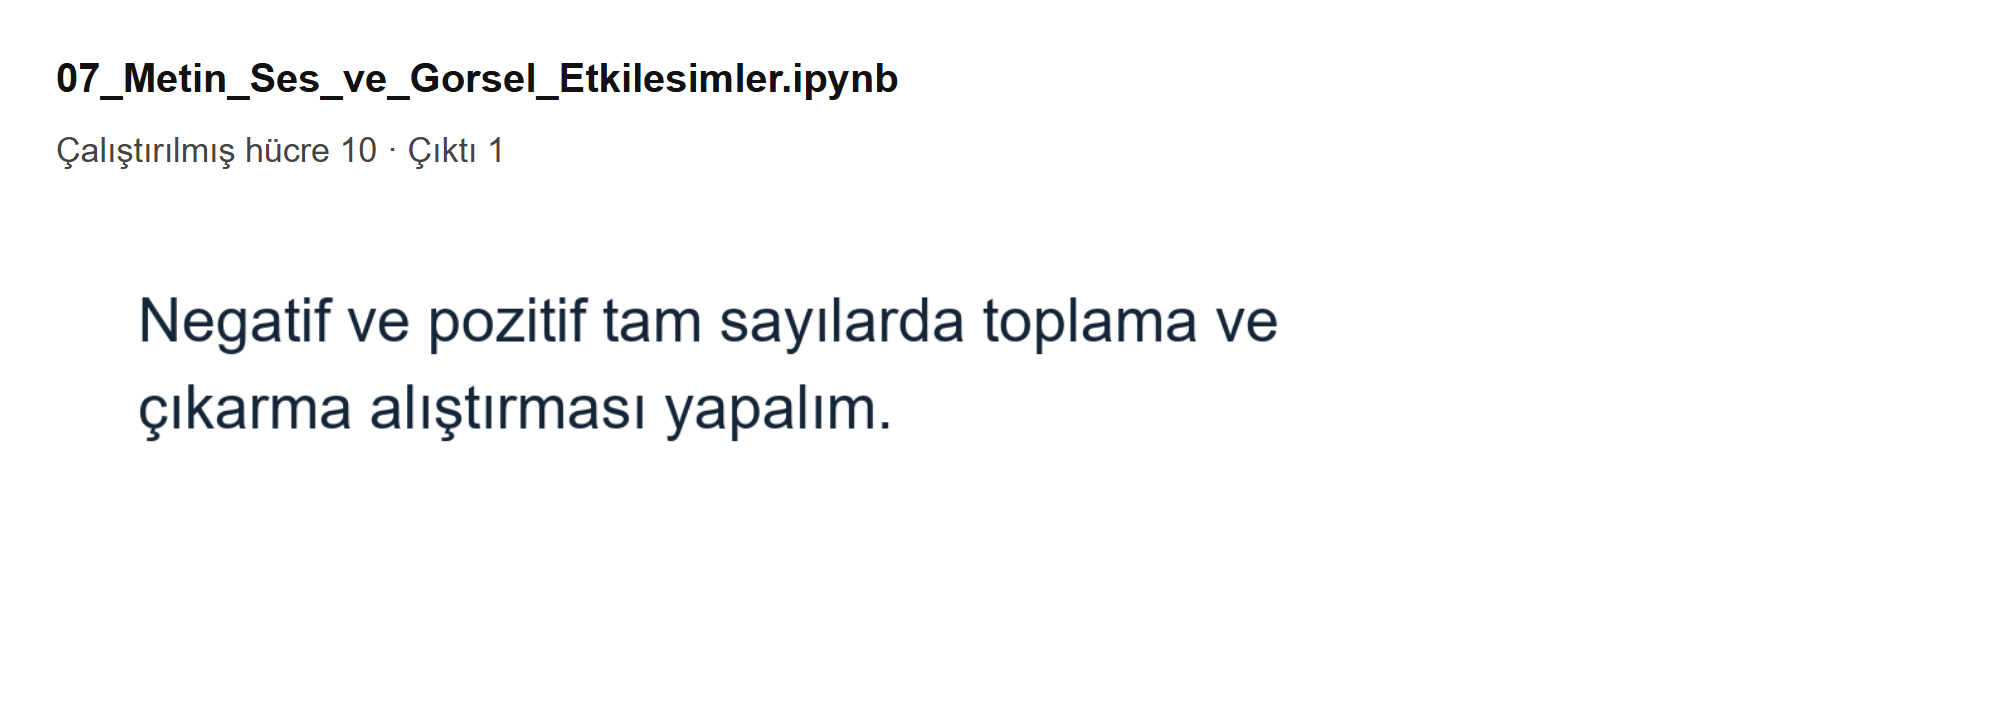 07_Metin_Ses_ve_Gorsel_Etkilesimler.ipynb
Çalıştırılmış hücre 10 · Çıktı 1
Negatif ve pozitif tam sayılarda toplama ve
çıkarma alıştırması yapalım.